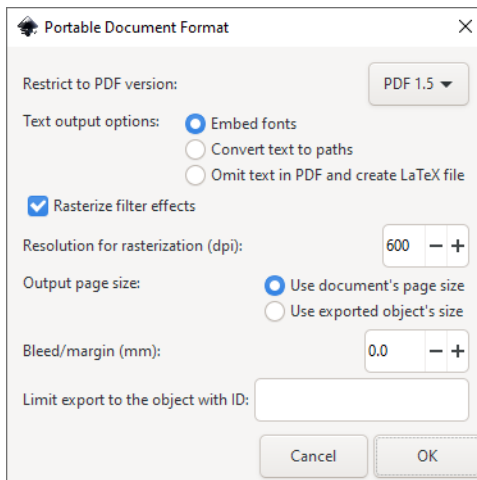 Portable Document Format
Restrict to PDF version: PDF 1.5
Text output options: Embed fonts
Convert text to paths
Omit text in PDF and create LaTeX file
Rasterize filter effects
Resolution for rasterization (dpi): 600
Output page size: Use document's page size
Use exported object's size
Bleed/margin (mm): 0.0
Limit export to the object with ID:
Cancel OK